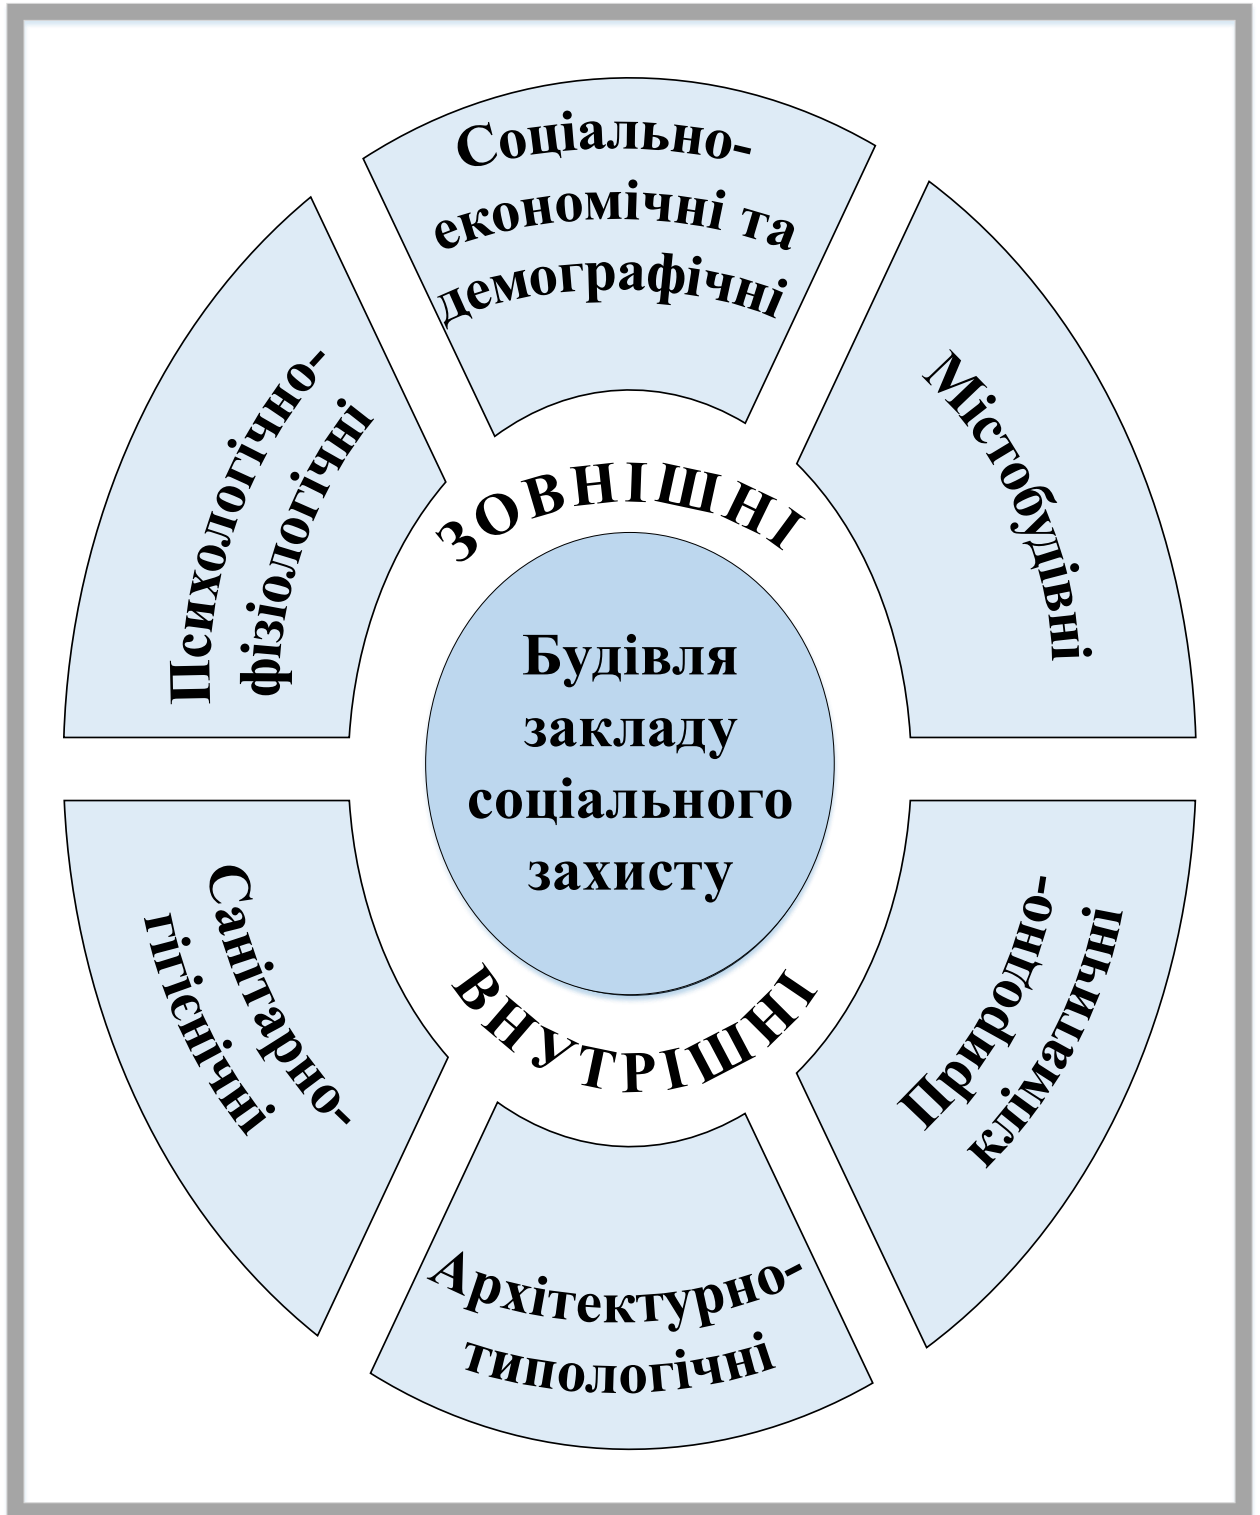 Соціально-
економічні та
демографічні
Містобудівні
Природно-
кліматичні
Архітектурно-
типологічні
Санітарно-
гігієнічні
Психологічно-
фізіологічні
ЗОВНІШНІ
Будівля
закладу
соціального
захисту
ВНУТРІШНІ